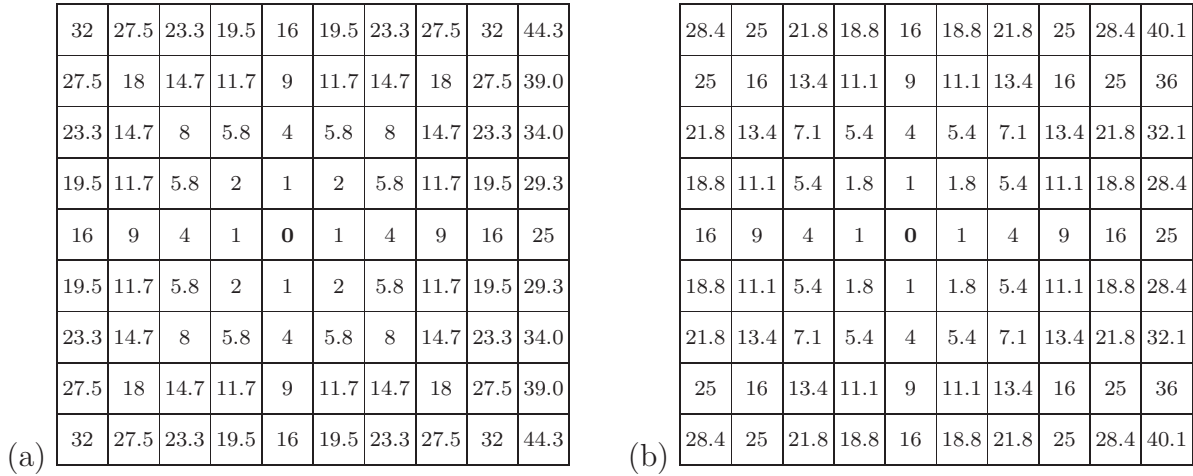 32 27.5 23.3 19.5 16 19.5 23.3 27.5 32 44.3
27.5 18 14.7 11.7 9 11.7 14.7 18 27.5 39.0
23.3 14.7 8 5.8 4 5.8 8 14.7 23.3 34.0
19.5 11.7 5.8 2 1 2 5.8 11.7 19.5 29.3
16 9 4 1 0 1 4 9 16 25
19.5 11.7 5.8 2 1 2 5.8 11.7 19.5 29.3
23.3 14.7 8 5.8 4 5.8 8 14.7 23.3 34.0
27.5 18 14.7 11.7 9 11.7 14.7 18 27.5 39.0
(a) 32 27.5 23.3 19.5 16 19.5 23.3 27.5 32 44.3
28.4 25 21.8 18.8 16 18.8 21.8 25 28.4 40.1
25 16 13.4 11.1 9 11.1 13.4 16 25 36
21.8 13.4 7.1 5.4 4 5.4 7.1 13.4 21.8 32.1
18.8 11.1 5.4 1.8 1 1.8 5.4 11.1 18.8 28.4
16 9 4 1 0 1 4 9 16 25
18.8 11.1 5.4 1.8 1 1.8 5.4 11.1 18.8 28.4
21.8 13.4 7.1 5.4 4 5.4 7.1 13.4 21.8 32.1
25 16 13.4 11.1 9 11.1 13.4 16 25 36
(b) 28.4 25 21.8 18.8 16 18.8 21.8 25 28.4 40.1